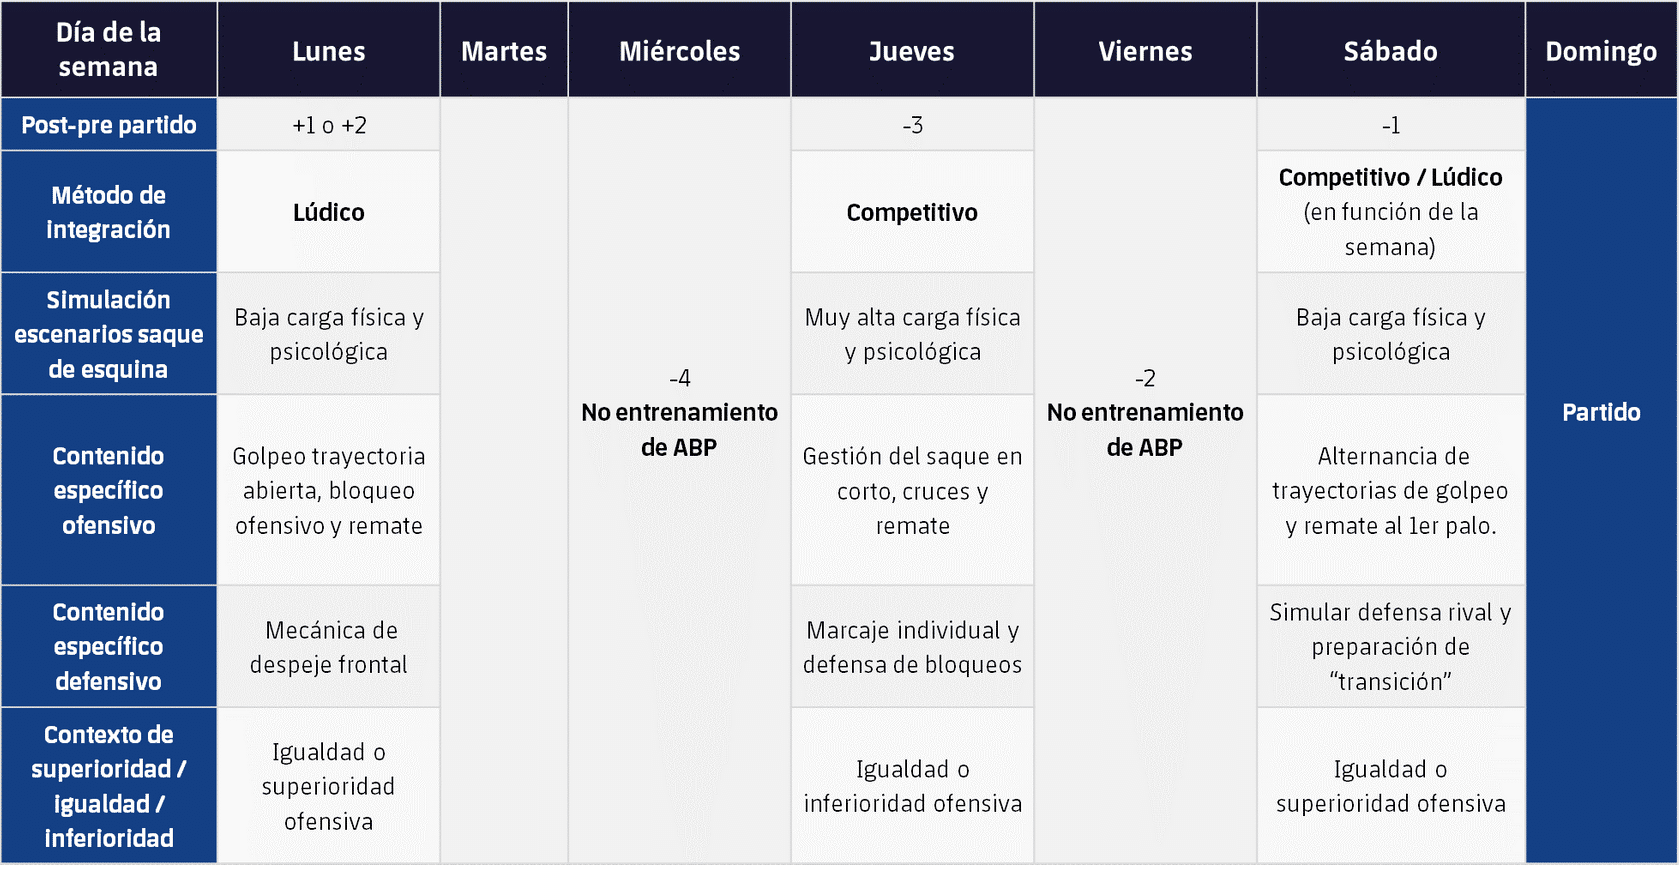 Día de la
semana
Lunes
Martes
Miércoles
Jueves
Viernes
Sábado
Domingo
Post-pre partido
+1 o +2
-3
-1
Método de
integración
Lúdico
Competitivo
Competitivo / Lúdico
(en función de la
semana)
Simulación
escenarios saque
de esquina
Baja carga física y
psicológica
Muy alta carga física
y psicológica
Baja carga física y
psicológica
-4
No entrenamiento
de ABP
-2
No entrenamiento
de ABP
Partido
Contenido
específico
ofensivo
Golpeo trayectoria
abierta, bloqueo
ofensivo y remate
Gestión del saque en
corto, cruces y
remate
Alternancia de
trayectorias de golpeo
y remate al 1er palo.
Contenido
específico
defensivo
Mecánica de
despeje frontal
Marcaje individual y
defensa de bloqueos
Simular defensa rival y
preparación de
“transición”
Contexto de
superioridad /
igualdad /
inferioridad
Igualdad o
superioridad
ofensiva
Igualdad o
inferioridad ofensiva
Igualdad o
superioridad ofensiva